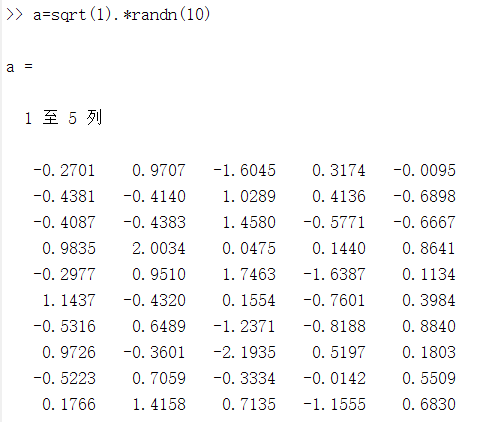 >> a=sqrt(1).*randn(10)
a =
1 至 5 列
-0.2701 0.9707 -1.6045 0.3174 -0.0095
-0.4381 -0.4140 1.0289 0.4136 -0.6898
-0.4087 -0.4383 1.4580 -0.5771 -0.6667
0.9835 2.0034 0.0475 0.1440 0.8641
-0.2977 0.9510 1.7463 -1.6387 0.1134
1.1437 -0.4320 0.1554 -0.7601 0.3984
-0.5316 0.6489 -1.2371 -0.8188 0.8840
0.9726 -0.3601 -2.1935 0.5197 0.1803
-0.5223 0.7059 -0.3334 -0.0142 0.5509
0.1766 1.4158 0.7135 -1.1555 0.6830